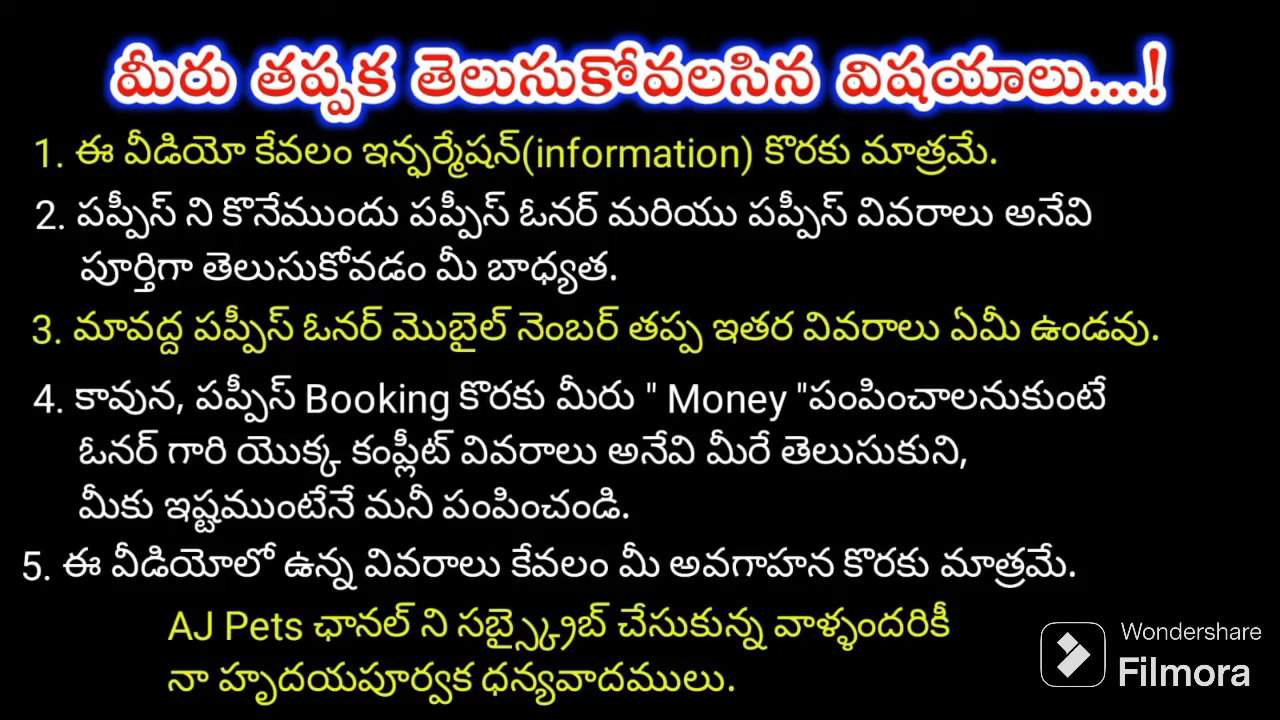 మీరు తప్పక తెలుసుకోవలసిన విషయాలు...!
1. ఈ వీడియో కేవలం ఇన్ఫర్మేషన్(information) కొరకు మాత్రమే.
2. పప్పీస్ ని కొనేముందు పప్పీస్ ఓనర్ మరియు పప్పీస్ వివరాలు అనేవి
పూర్తిగా తెలుసుకోవడం మీ బాధ్యత.
3. మావద్ద పప్పీస్ ఓనర్ మొబైల్ నెంబర్ తప్ప ఇతర వివరాలు ఏమీ ఉండవు.
4. కావున, పప్పీస్ Booking కొరకు మీరు " Money "పంపించాలనుకుంటే
ఓనర్ గారి యొక్క కంప్లీట్ వివరాలు అనేవి మీరే తెలుసుకుని,
మీకు ఇష్టముంటేనే మనీ పంపించండి.
5. ఈ వీడియోలో ఉన్న వివరాలు కేవలం మీ అవగాహన కొరకు మాత్రమే.
AJ Pets ఛానల్ ని సబ్స్క్రైబ్ చేసుకున్న వాళ్ళందరికీ
నా హృదయపూర్వక ధన్యవాదములు.
Wondershare
Filmora